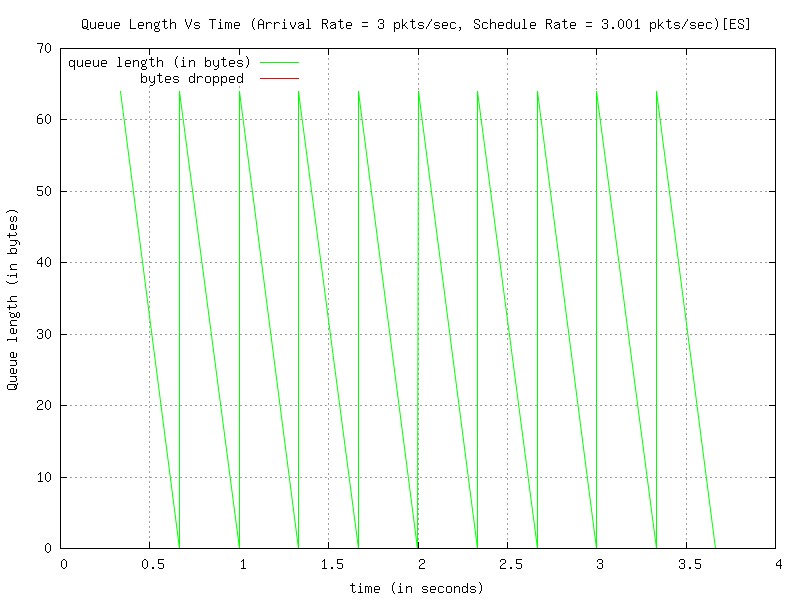 Queue Length Vs Time (Arrival Rate = 3 pkts/sec, Schedule Rate = 3.001 pkts/sec)[ES]
queue length (in bytes)
bytes dropped
Queue length (in bytes)
70
60
50
40
30
20
10
0
0 0.5 1 1.5 2 2.5 3 3.5 4
time (in seconds)